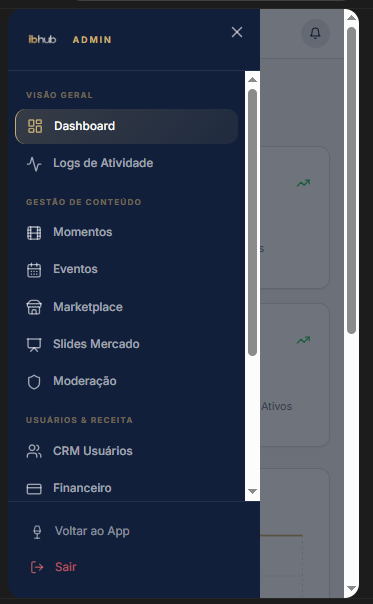 ibhub ADMIN
VISÃO GERAL
Dashboard
Logs de Atividade
GESTÃO DE CONTEÚDO
Momentos
Eventos
Marketplace
Slides Mercado
Moderação
USUÁRIOS & RECEITA
CRM Usuários
Financeiro
Voltar ao App
Sair
s
Ativos